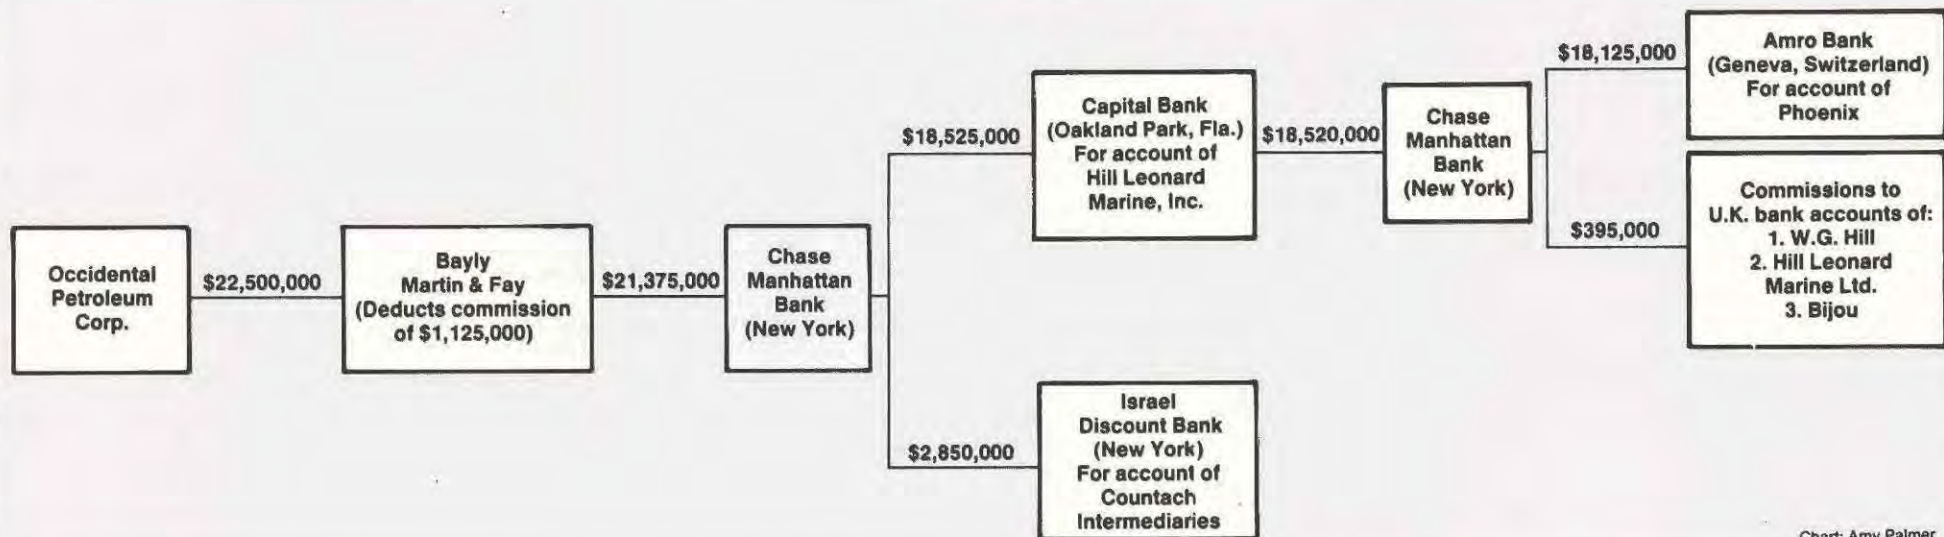 Occidental
Petroleum
Corp.
$22,500,000
Bayly
Martin & Fay
(Deducts commission
of $1,125,000)
$21,375,000
Chase
Manhattan
Bank
(New York)
$18,525,000
Capital Bank
(Oakland Park, Fla.)
For account of
Hill Leonard
Marine, Inc.
$18,520,000
Chase
Manhattan
Bank
(New York)
$18,125,000
Amro Bank
(Geneva, Switzerland)
For account of
Phoenix
$395,000
Commissions to
U.K. bank accounts of:
1. W.G. Hill
2. Hill Leonard
Marine Ltd.
3. Bijou
$2,850,000
Israel
Discount Bank
(New York)
For account of
Countach
Intermediaries
Chart: Amy Palmer